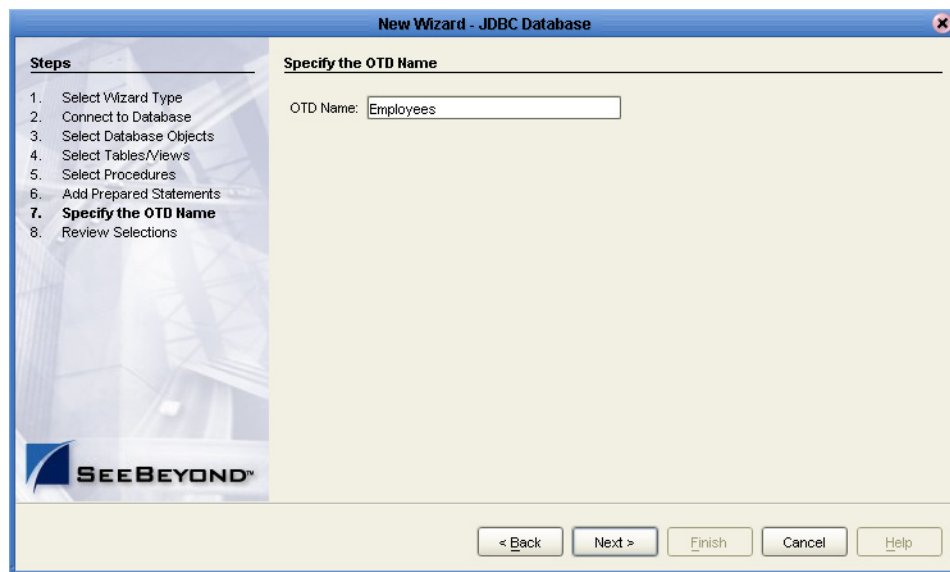 New Wizard - JDBC Database
Steps
1. Select Wizard Type
2. Connect to Database
3. Select Database Objects
4. Select Tables/Views
5. Select Procedures
6. Add Prepared Statements
7. Specify the OTD Name
8. Review Selections
Specify the OTD Name
OTD Name: Employees
SEEBEYOND™
< Back Next > Finish Cancel Help